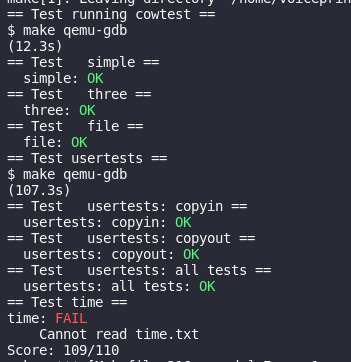 make[1]: Leaving directory '/home/voiceprin
== Test running cowtest ==
$ make qemu-gdb
(12.3s)
== Test   simple ==
  simple: OK
== Test   three ==
  three: OK
== Test   file ==
  file: OK
== Test usertests ==
$ make qemu-gdb
(107.3s)
== Test   usertests: copyin ==
  usertests: copyin: OK
== Test   usertests: copyout ==
  usertests: copyout: OK
== Test   usertests: all tests ==
  usertests: all tests: OK
== Test time ==
time: FAIL
    Cannot read time.txt
Score: 109/110